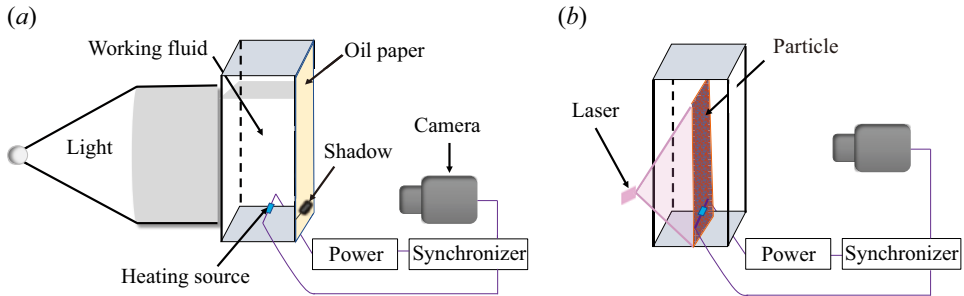 (a)
Working fluid
Oil paper
Light
Camera
Shadow
Heating source
Power
Synchronizer
(b)
Particle
Laser
Power
Synchronizer